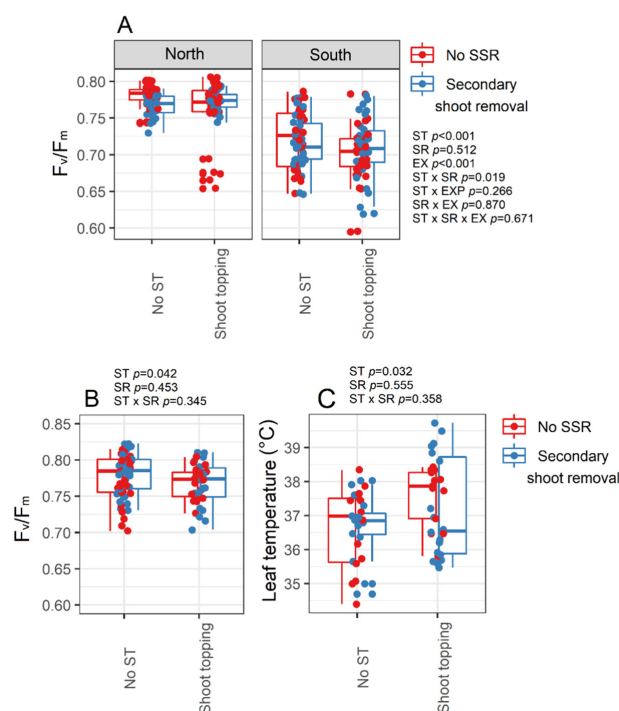 A
North
South
No SSR
Secondary
shoot removal
ST p<0.001
SR p=0.512
EX p<0.001
ST x SR p=0.019
ST x EXP p=0.266
SR x EX p=0.870
ST x SR x EX p=0.671
Fv/Fm
0.80
0.75
0.70
0.65
0.60
No ST
Shoot topping
No ST
Shoot topping
B
ST p=0.042
SR p=0.453
ST x SR p=0.345
Fv/Fm
0.85
0.80
0.75
0.70
0.65
0.60
No ST
Shoot topping
C
ST p=0.032
SR p=0.555
ST x SR p=0.358
No SSR
Secondary
shoot removal
Leaf temperature (°C)
39
38
37
36
35
No ST
Shoot topping